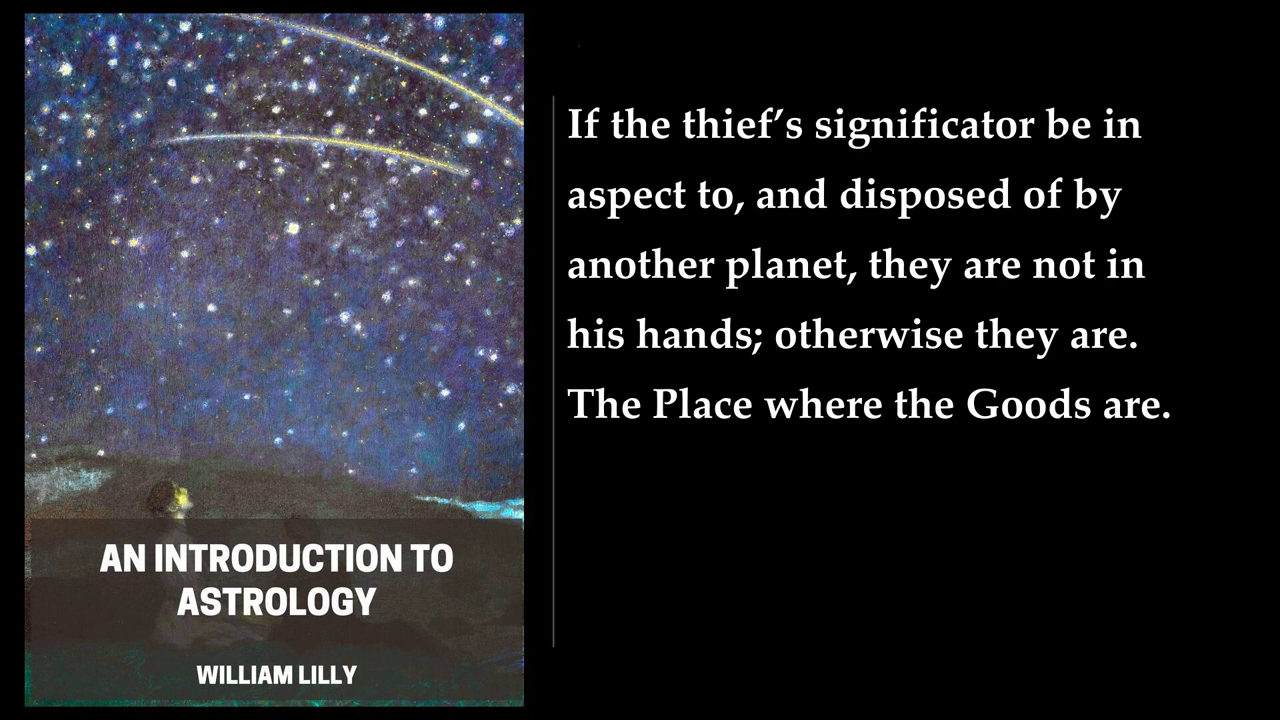 If the thief’s significator be in
aspect to, and disposed of by
another planet, they are not in
his hands; otherwise they are.
The Place where the Goods are.
AN INTRODUCTION TO
ASTROLOGY
WILLIAM LILLY